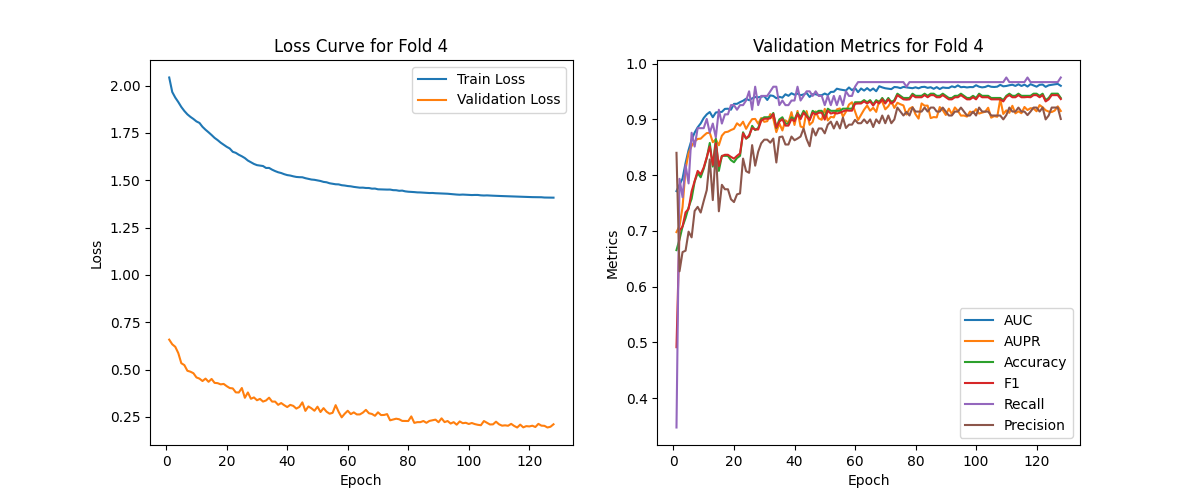 Loss Curve for Fold 4
Loss
2.00
1.75
1.50
1.25
1.00
0.75
0.50
0.25
0 20 40 60 80 100 120
Epoch
Train Loss
Validation Loss
Validation Metrics for Fold 4
Metrics
1.0
0.9
0.8
0.7
0.6
0.5
0.4
0 20 40 60 80 100 120
Epoch
AUC
AUPR
Accuracy
F1
Recall
Precision